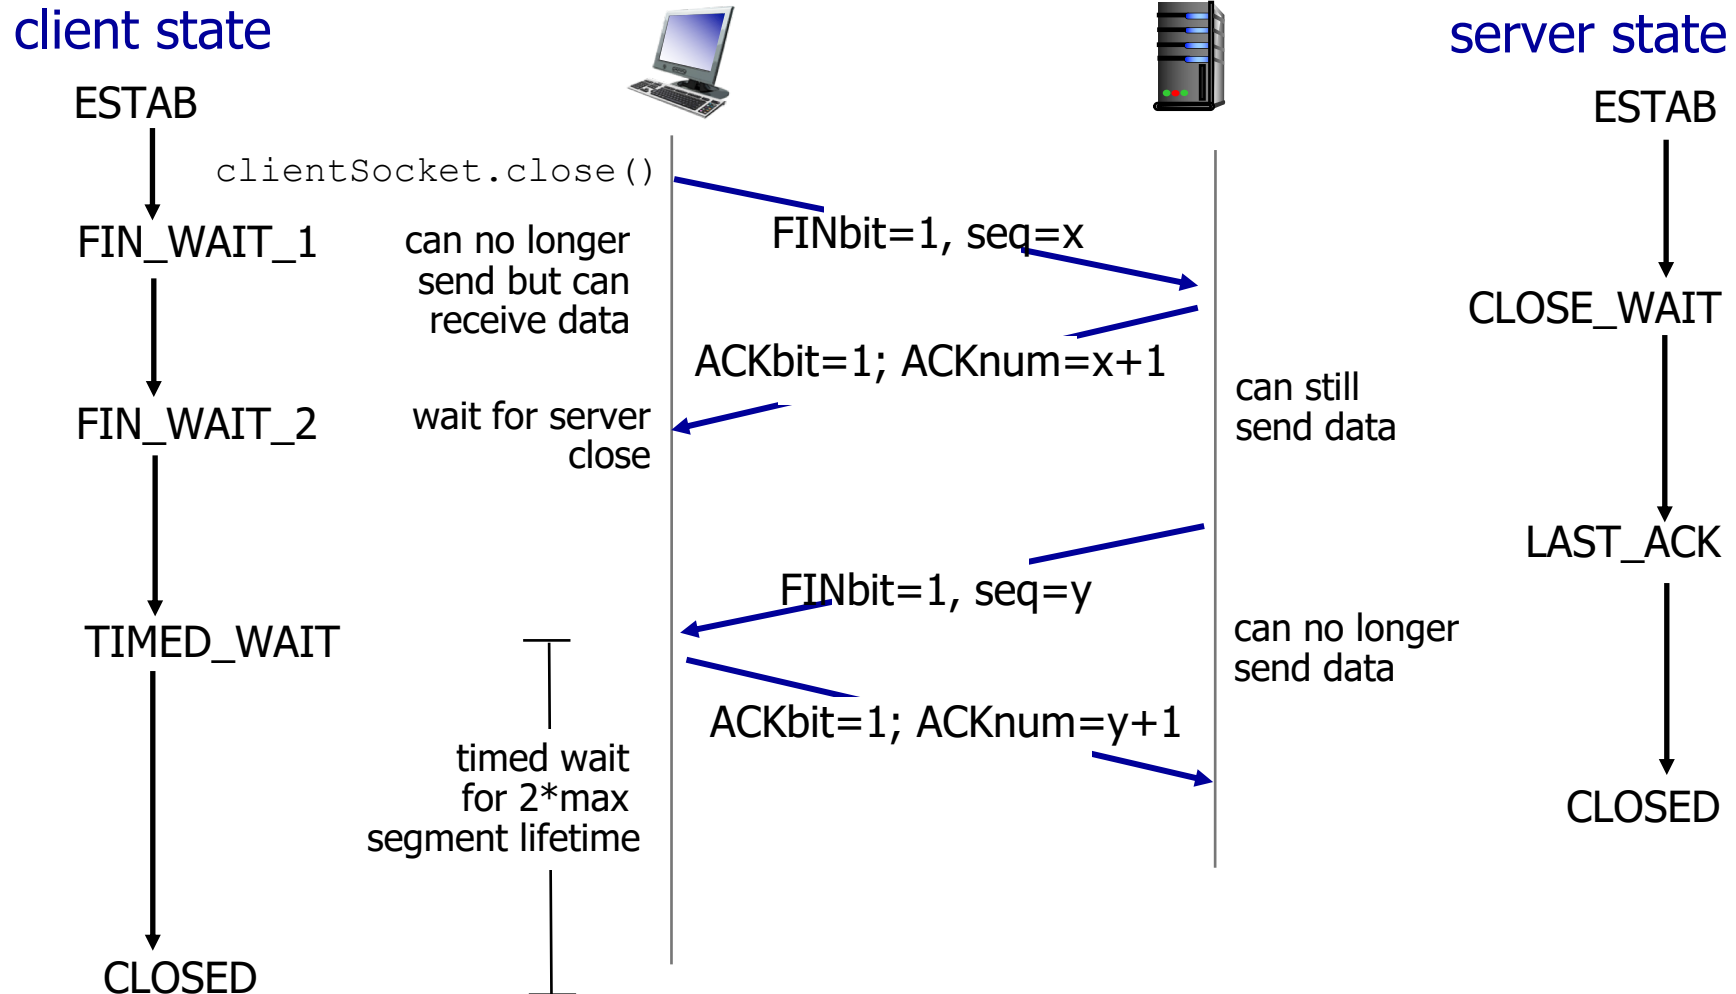 client state
server state
ESTAB
ESTAB
clientSocket.close()
FINbit=1, seq=x
FIN_WAIT_1
can no longer
send but can
receive data
CLOSE_WAIT
ACKbit=1; ACKnum=x+1
can still
send data
FIN_WAIT_2
wait for server
close
LAST_ACK
FINbit=1, seq=y
TIMED_WAIT
can no longer
send data
ACKbit=1; ACKnum=y+1
timed wait
for 2*max
segment lifetime
CLOSED
CLOSED